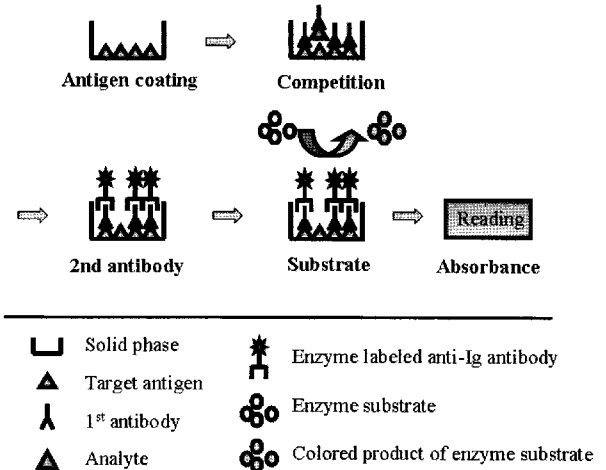 Antigen coating
Competition
2nd antibody
Substrate
Reading
Absorbance
Solid phase
Target antigen
1st antibody
Analyte
Enzyme labeled anti-Ig antibody
Enzyme substrate
Colored product of enzyme substrate